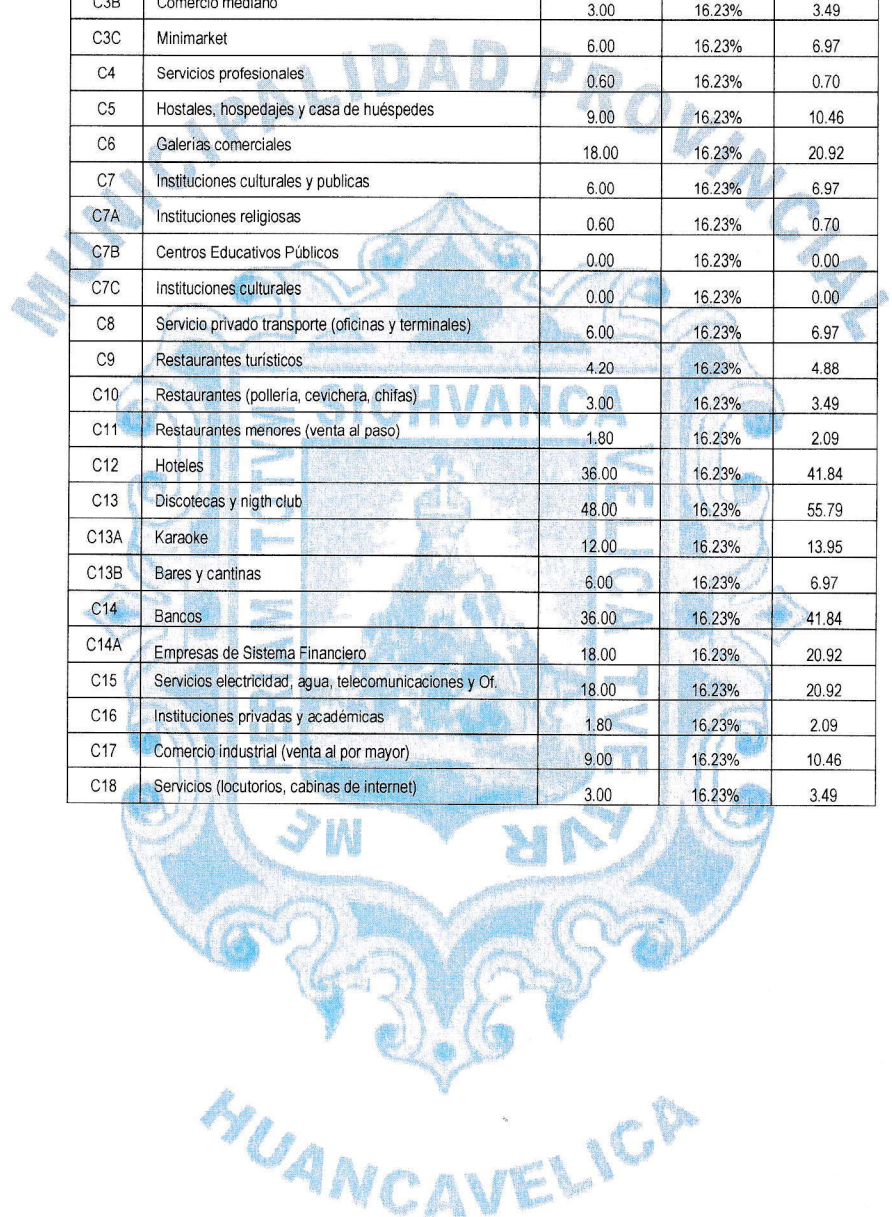 C3B Comercio mediano 3.00 16.23% 3.49
C3C Minimarket 6.00 16.23% 6.97
C4 Servicios profesionales 0.60 16.23% 0.70
C5 Hostales, hospedajes y casa de huéspedes 9.00 16.23% 10.46
C6 Galerías comerciales 18.00 16.23% 20.92
C7 Instituciones culturales y publicas 6.00 16.23% 6.97
C7A Instituciones religiosas 0.60 16.23% 0.70
C7B Centros Educativos Públicos 0.00 16.23% 0.00
C7C Instituciones culturales 0.00 16.23% 0.00
C8 Servicio privado transporte (oficinas y terminales) 6.00 16.23% 6.97
C9 Restaurantes turísticos 4.20 16.23% 4.88
C10 Restaurantes (pollería, cevichera, chifas) 3.00 16.23% 3.49
C11 Restaurantes menores (venta al paso) 1.80 16.23% 2.09
C12 Hoteles 36.00 16.23% 41.84
C13 Discotecas y nigth club 48.00 16.23% 55.79
C13A Karaoke 12.00 16.23% 13.95
C13B Bares y cantinas 6.00 16.23% 6.97
C14 Bancos 36.00 16.23% 41.84
C14A Empresas de Sistema Financiero 18.00 16.23% 20.92
C15 Servicios electricidad, agua, telecomunicaciones y Of. 18.00 16.23% 20.92
C16 Instituciones privadas y académicas 1.80 16.23% 2.09
C17 Comercio industrial (venta al por mayor) 9.00 16.23% 10.46
C18 Servicios (locutorios, cabinas de internet) 3.00 16.23% 3.49
MUNICIPALIDAD PROVINCIAL
SICHVANCA
VELICA TVE
TVR
ME
FERIAM TCTVM
HUANCAVELICA